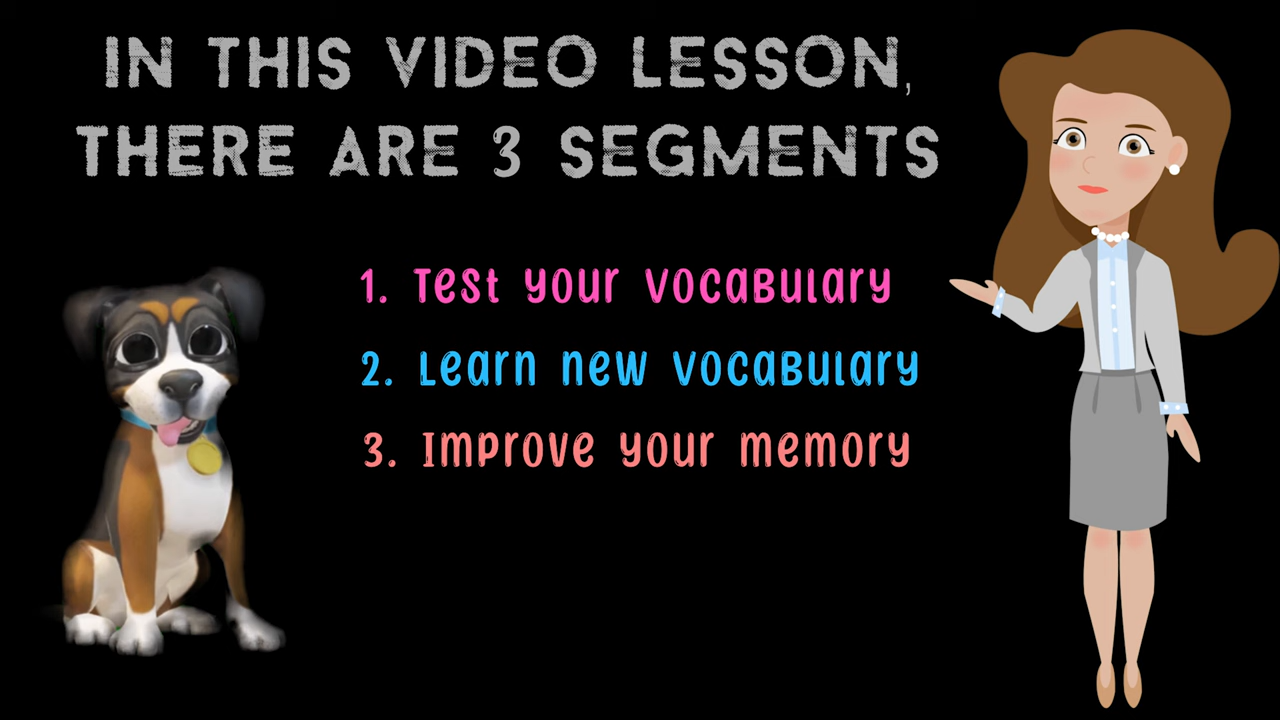 IN THIS VIDEO LESSON,
THERE ARE 3 SEGMENTS
1. Test your vocabulary
2. Learn new vocabulary
3. Improve your memory